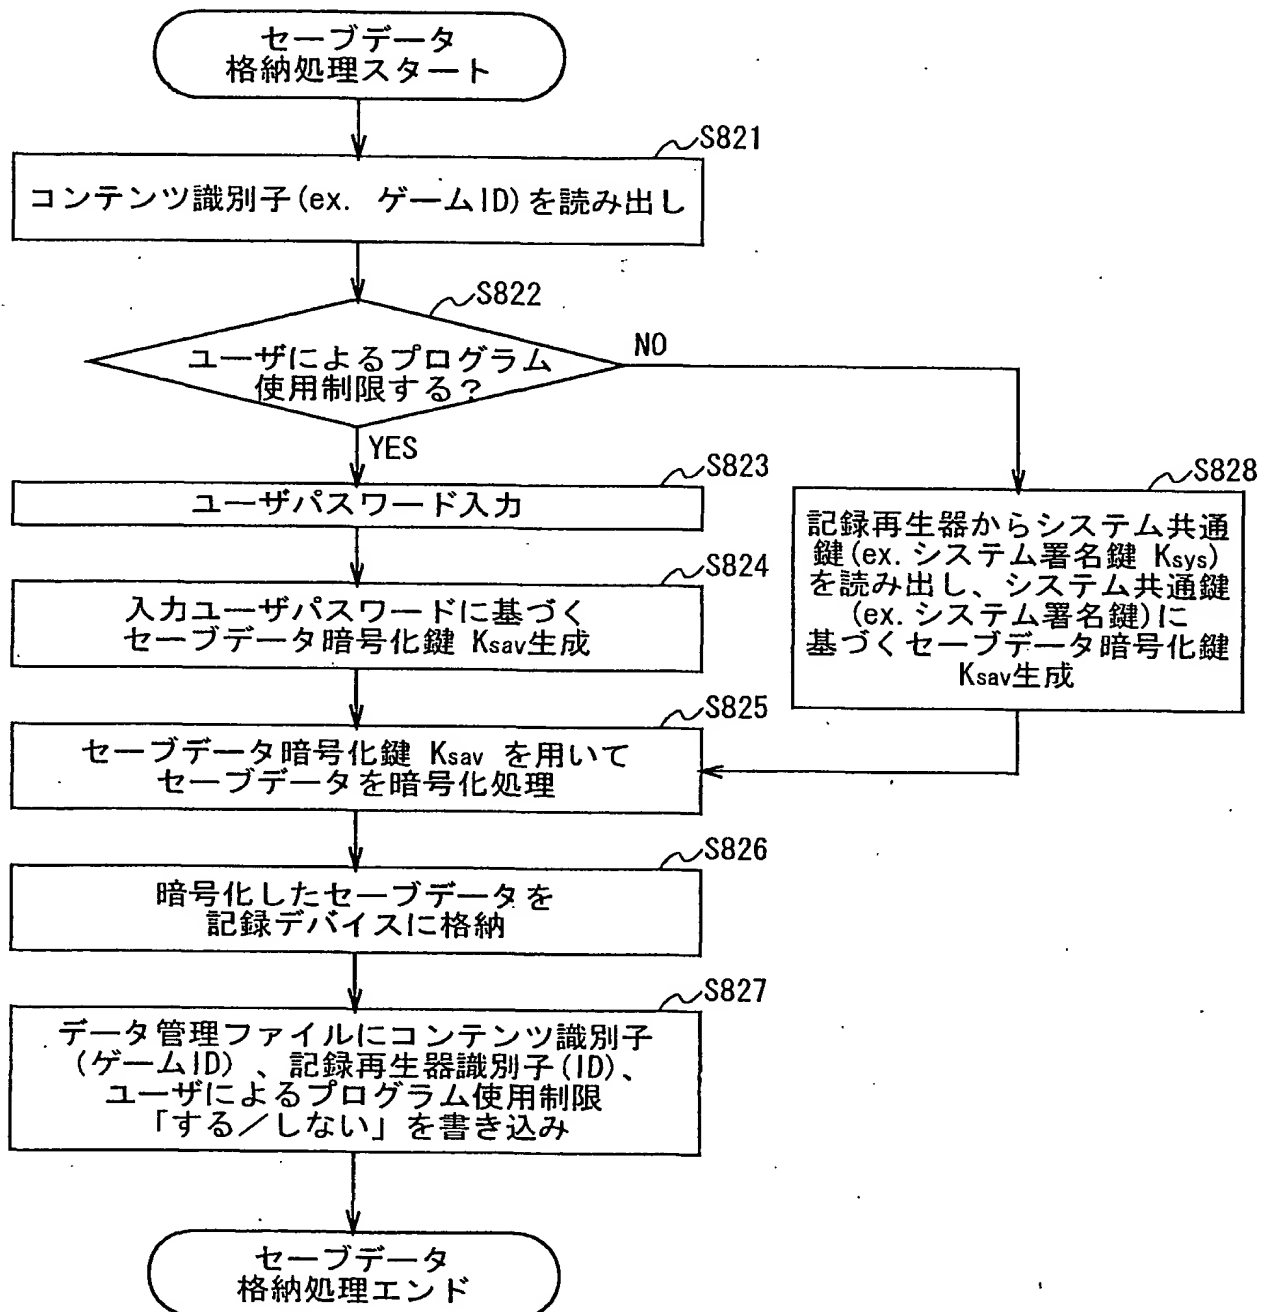 セーブデータ
格納処理スタート
S821
コンテンツ識別子(ex. ゲームID)を読み出し
S822
ユーザによるプログラム
使用制限する?
NO
YES
S823
ユーザパスワード入力
S824
入力ユーザパスワードに基づく
セーブデータ暗号化鍵 Ksav生成
S828
記録再生器からシステム共通
鍵(ex.システム署名鍵 Ksys)
を読み出し、システム共通鍵
(ex.システム署名鍵)に
基づくセーブデータ暗号化鍵
Ksav生成
S825
セーブデータ暗号化鍵 Ksav を用いて
セーブデータを暗号化処理
S826
暗号化したセーブデータを
記録デバイスに格納
S827
データ管理ファイルにコンテンツ識別子
(ゲームID) 、記録再生器識別子(ID)、
ユーザによるプログラム使用制限
「する/しない」を書き込み
セーブデータ
格納処理エンド